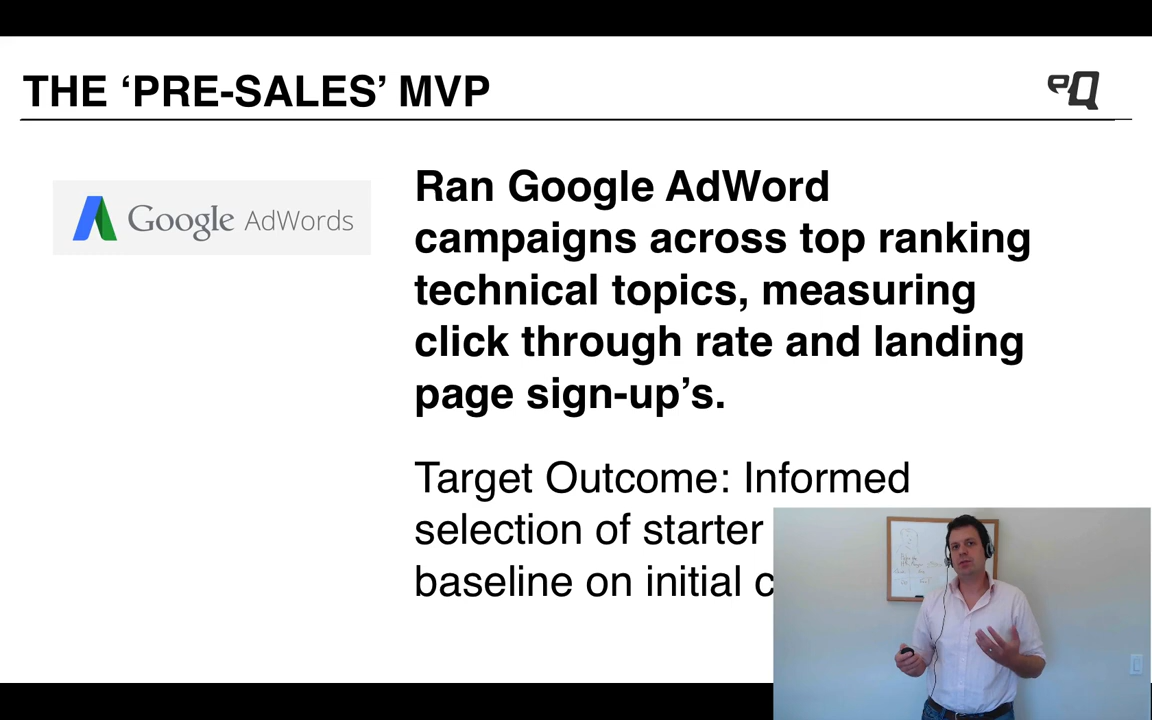 THE ‘PRE-SALES’ MVP
eQ
Google AdWords
Ran Google AdWord
campaigns across top ranking
technical topics, measuring
click through rate and landing
page sign-up’s.
Target Outcome: Informed
selection of starter
baseline on initial c